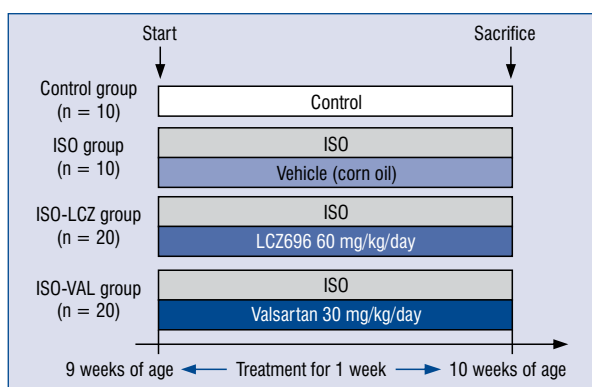 Start
Sacrifice
Control group
(n = 10)
Control
ISO group
(n = 10)
ISO
Vehicle (corn oil)
ISO-LCZ group
(n = 20)
ISO
LCZ696 60 mg/kg/day
ISO-VAL group
(n = 20)
ISO
Valsartan 30 mg/kg/day
9 weeks of age
Treatment for 1 week
10 weeks of age